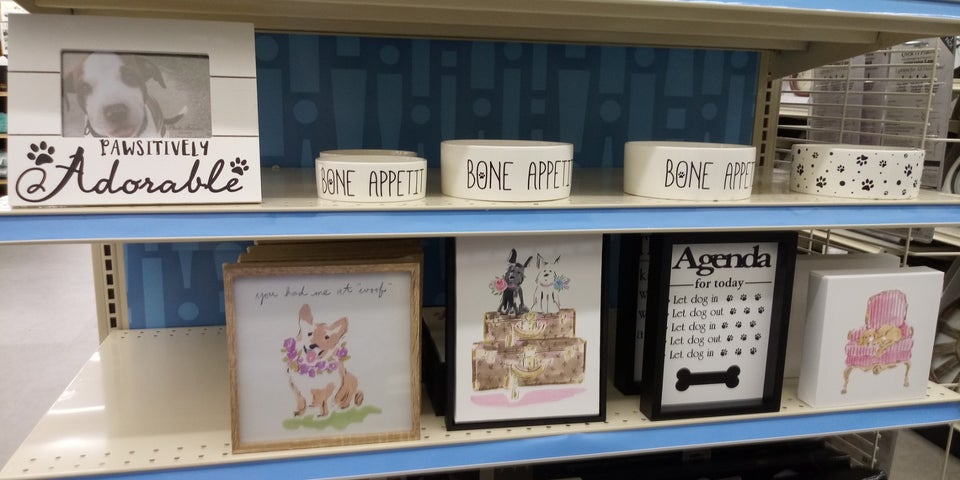 PAWSITIVELY
Adorable
BONE APPETIT
BONE APPETIT
BONE APPET
you had me at "woof"
Agenda
for today
Let dog in
Let dog out
Let dog in
Let dog out
Let dog in